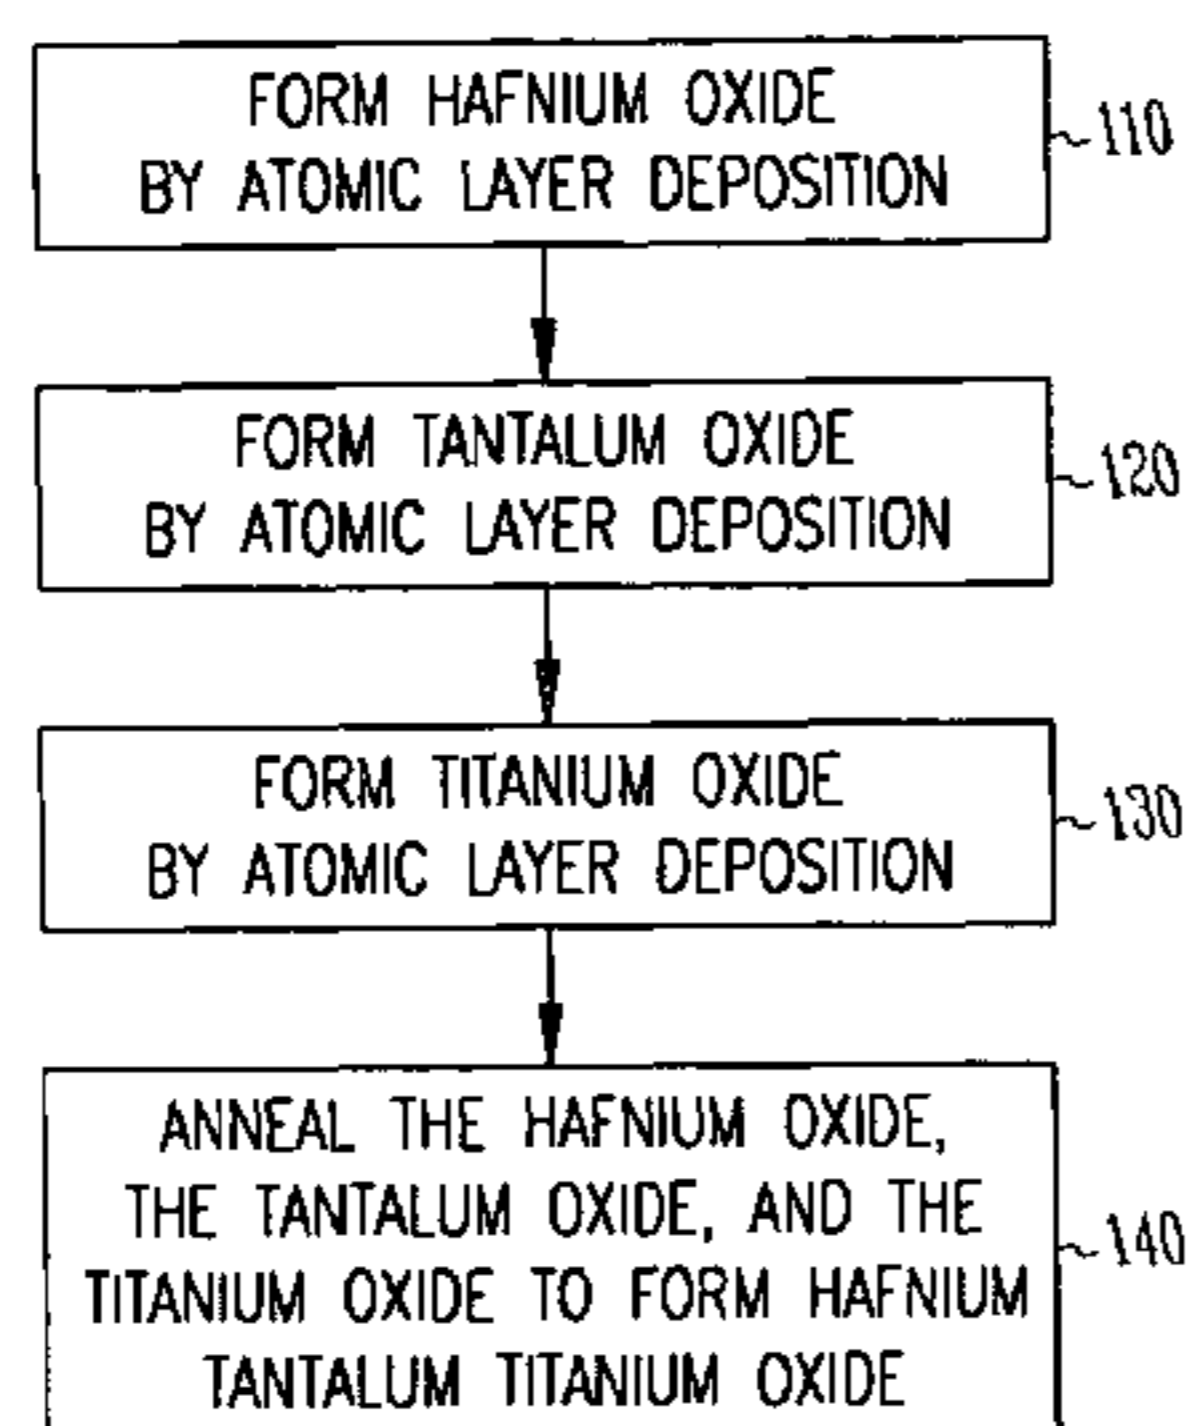 FORM HAFNIUM OXIDE
BY ATOMIC LAYER DEPOSITION
110
FORM TANTALUM OXIDE
BY ATOMIC LAYER DEPOSITION
120
FORM TITANIUM OXIDE
BY ATOMIC LAYER DEPOSITION
130
ANNEAL THE HAFNIUM OXIDE,
THE TANTALUM OXIDE, AND THE
TITANIUM OXIDE TO FORM HAFNIUM
TANTALUM TITANIUM OXIDE
140